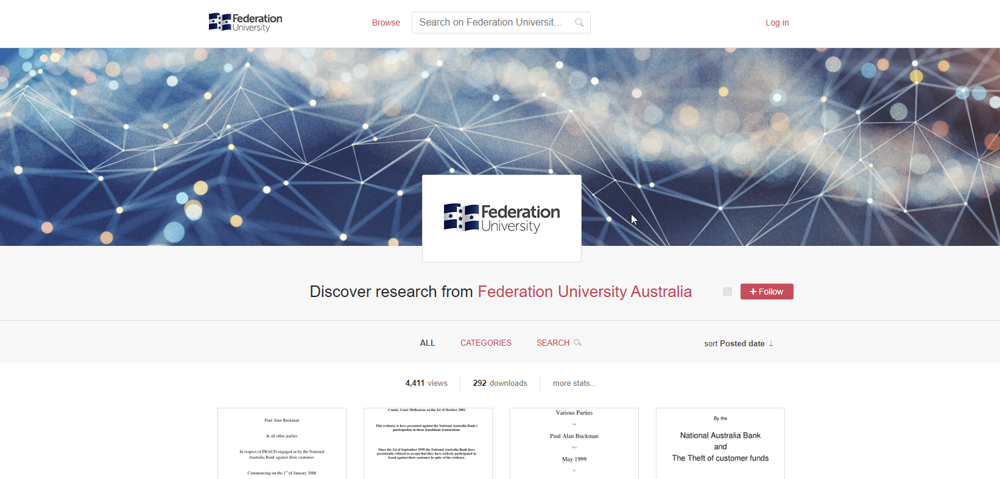 Federation
University
Browse
Search on Federation Universit…
Log in
Federation
University
Discover research from Federation University Australia
+ Follow
ALL
CATEGORIES
SEARCH
sort Posted date ↓
4,411 views
292 downloads
more stats...
Paul Alan Buckman
& all other parties
In respect of FRAUD engaged in by the National
Australia Bank against their customer.
Commencing on the 1st of January 2008
County Court Melbourne on the 1st of October 2001.
This evidence is here presented against the National Australia Bank's
participation in these fraudulent transactions.
Since the 1st of September 1999 the National Australia Bank have
persistently refused to accept that they have actively participated in
fraud against their customer in spite of the evidence.
Various Parties
Paul Alan Buckman
May 1999
By the
National Australia Bank
and
The Theft of customer funds